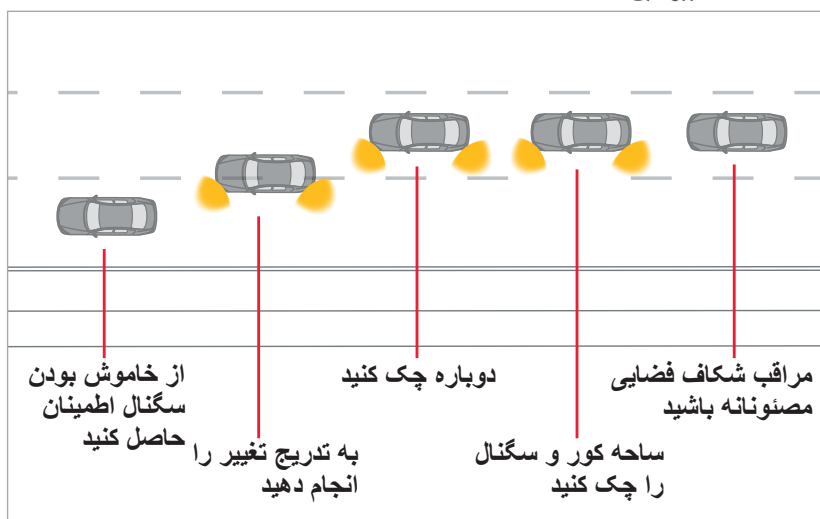 مراقب شکاف فضایی
مصئونانه باشید
ساحه کور و سگنال
را چک کنید
دوباره چک کنید
به تدریج تغییر را
انجام دهید
از خاموش بودن
سگنال اطمینان
حاصل کنید